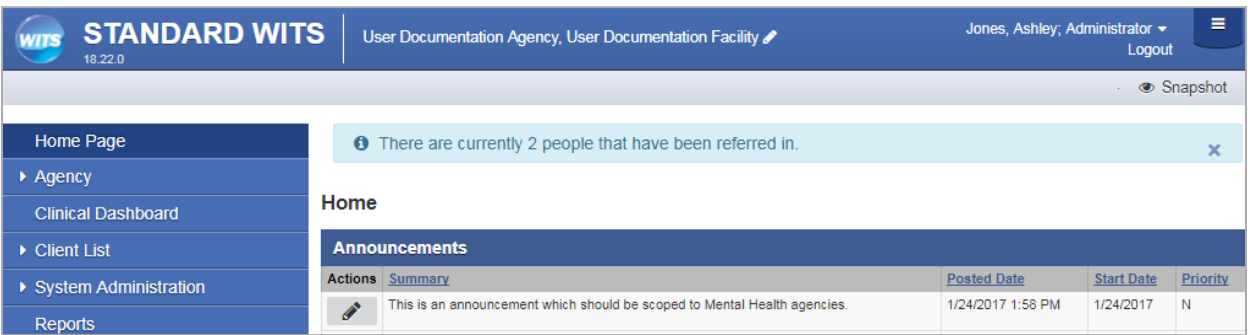 WITS STANDARD WITS
18.22.0
User Documentation Agency, User Documentation Facility
Jones, Ashley; Administrator
Logout
Snapshot
Home Page
Agency
Clinical Dashboard
Client List
System Administration
Reports
There are currently 2 people that have been referred in.
Home
Announcements
Actions Summary Posted Date Start Date Priority
This is an announcement which should be scoped to Mental Health agencies. 1/24/2017 1:58 PM 1/24/2017 N